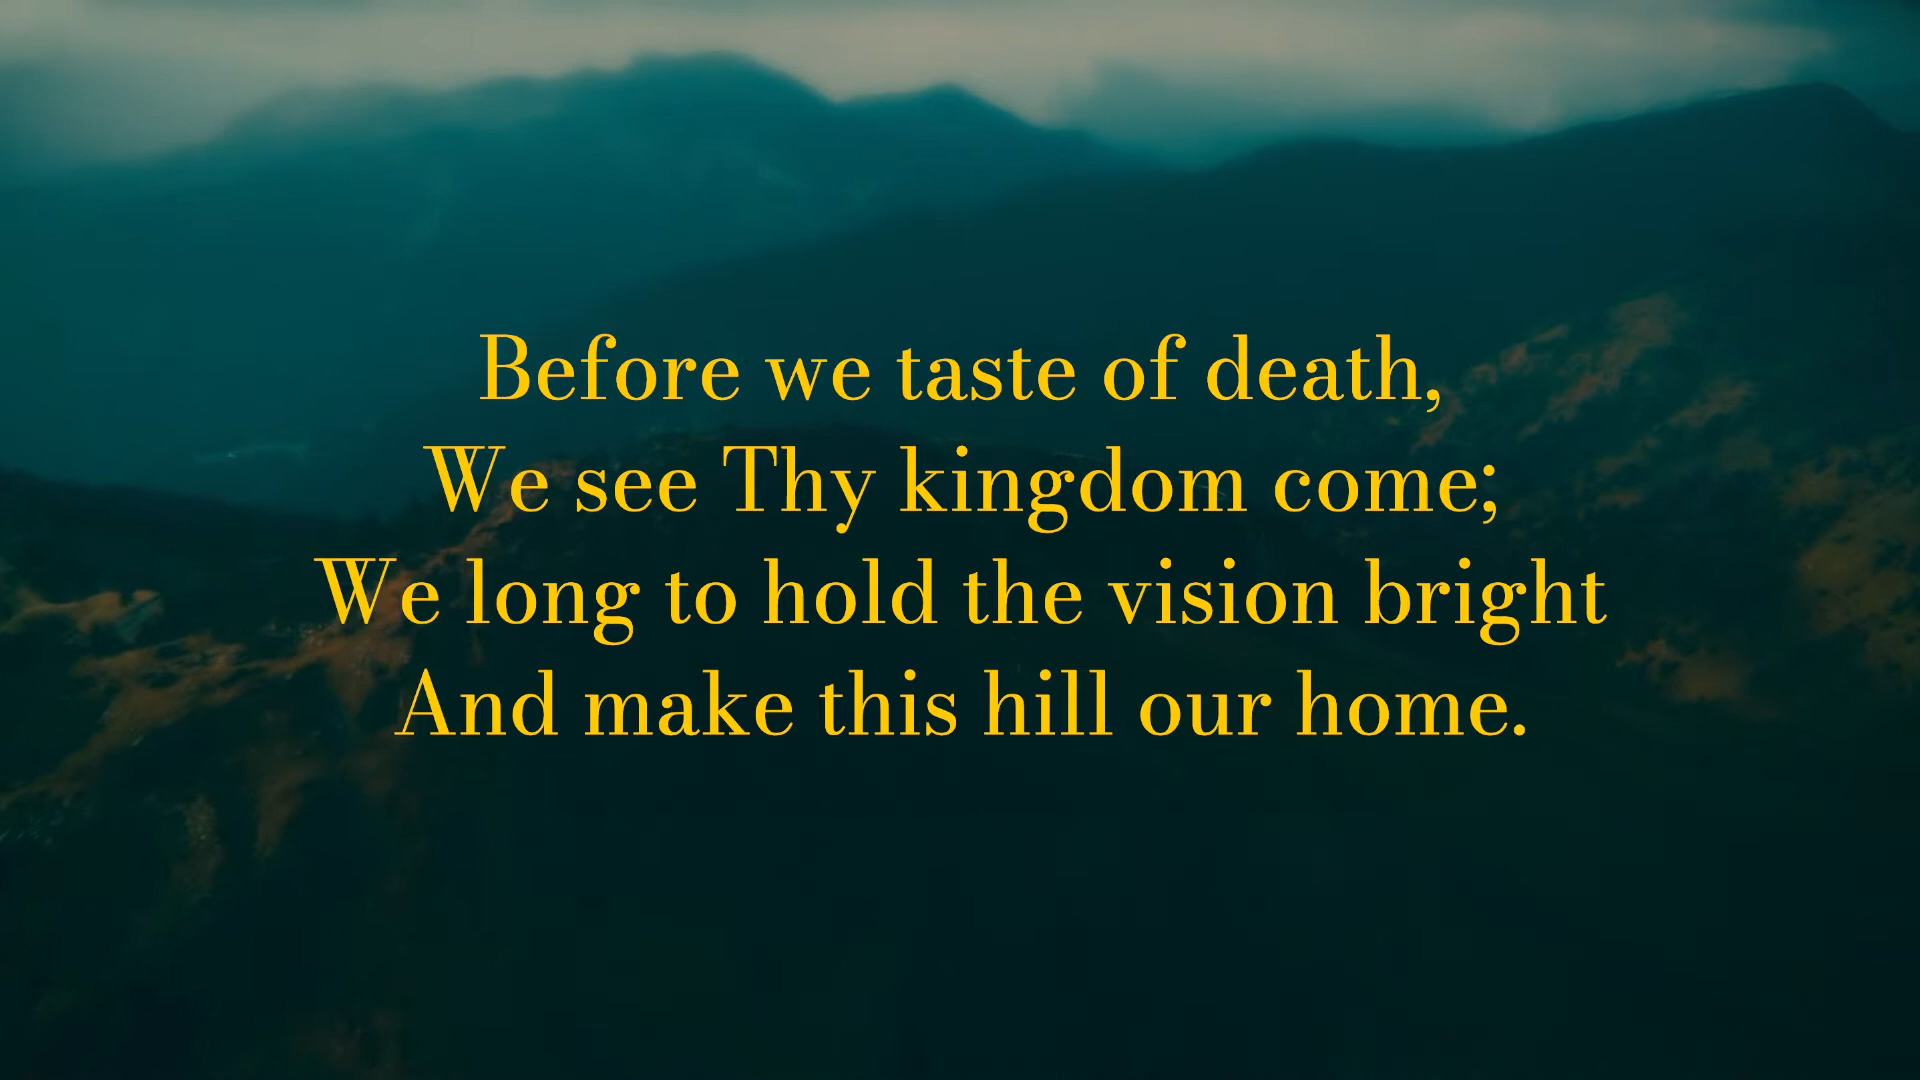 Before we taste of death,
We see Thy kingdom come;
We long to hold the vision bright
And make this hill our home.